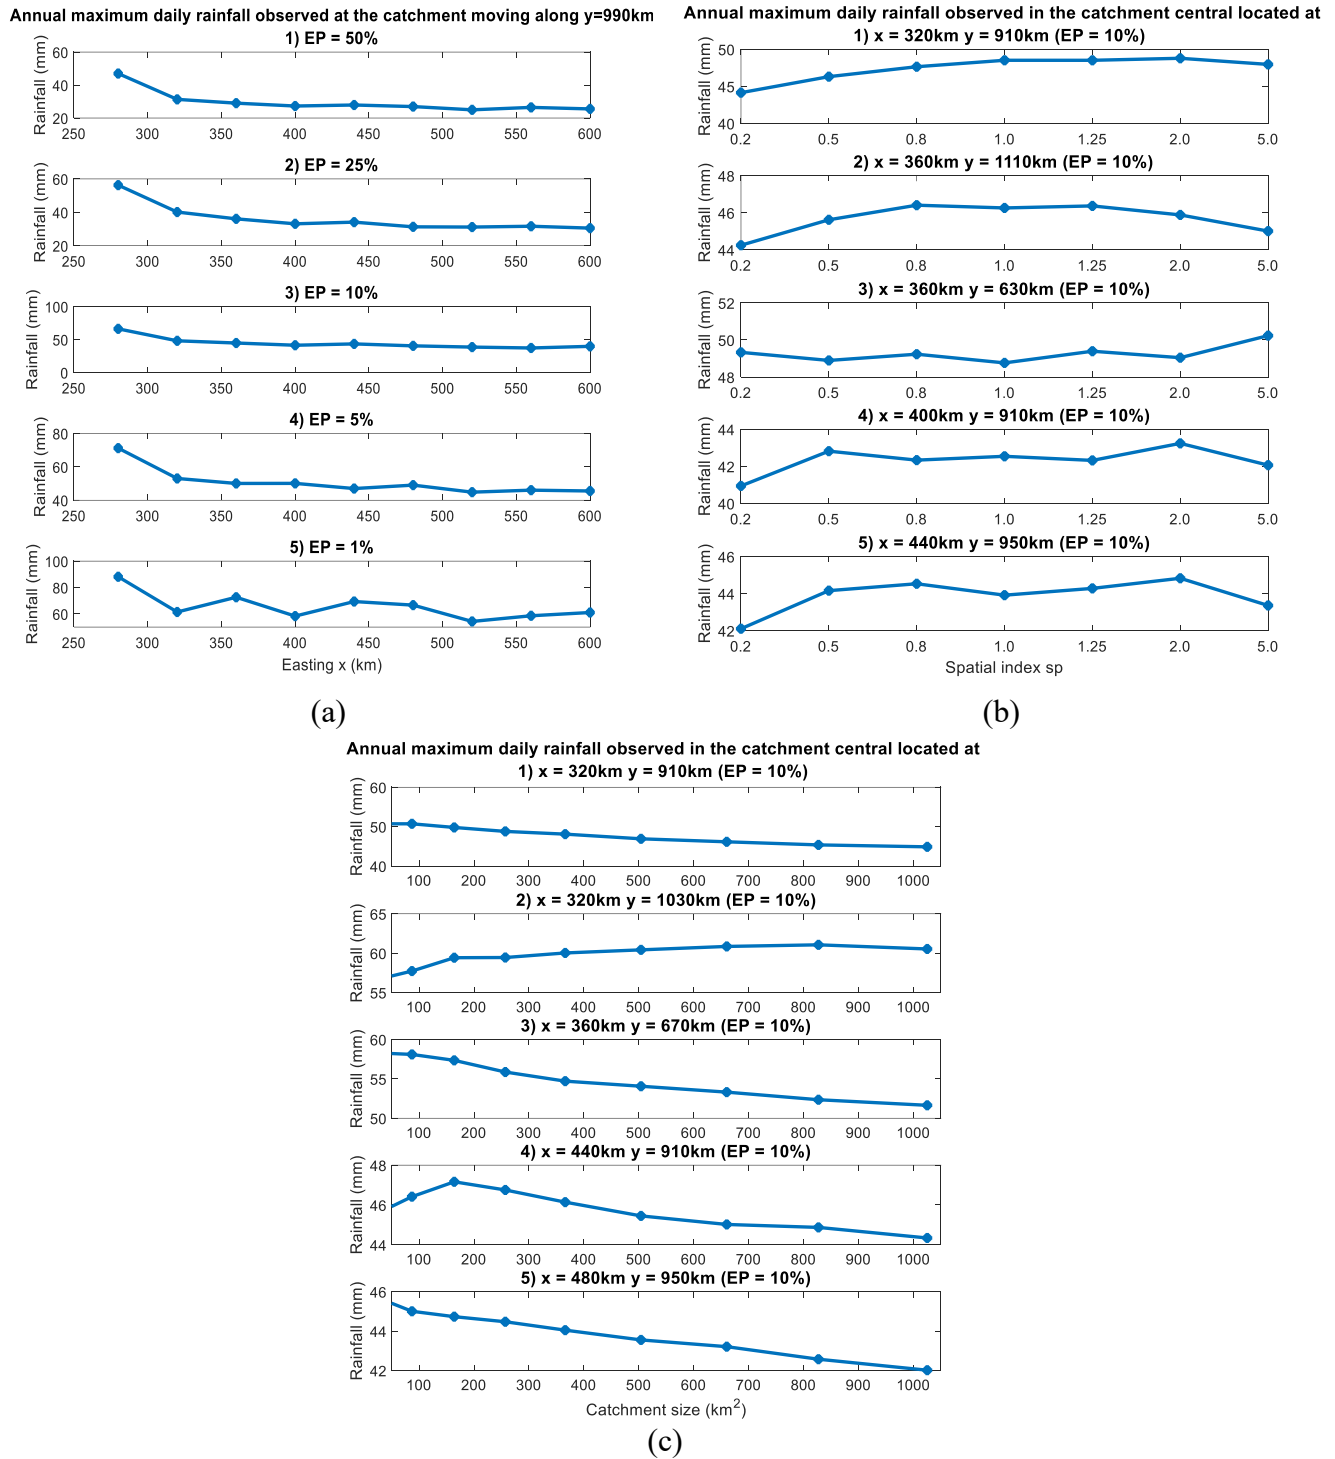 Annual maximum daily rainfall observed at the catchment moving along y=990km
1) EP = 50%
Rainfall (mm)
60
40
20
250 300 350 400 450 500 550 600
2) EP = 25%
Rainfall (mm)
60
40
20
250 300 350 400 450 500 550 600
3) EP = 10%
Rainfall (mm)
100
50
0
250 300 350 400 450 500 550 600
4) EP = 5%
Rainfall (mm)
80
60
40
250 300 350 400 450 500 550 600
5) EP = 1%
Rainfall (mm)
100
80
60
250 300 350 400 450 500 550 600
Easting x (km)
(a)
Annual maximum daily rainfall observed in the catchment central located at
1) x = 320km y = 910km (EP = 10%)
Rainfall (mm)
50
45
40
0.2 0.5 0.8 1.0 1.25 2.0 5.0
2) x = 360km y = 1110km (EP = 10%)
Rainfall (mm)
48
46
44
0.2 0.5 0.8 1.0 1.25 2.0 5.0
3) x = 360km y = 630km (EP = 10%)
Rainfall (mm)
52
50
48
0.2 0.5 0.8 1.0 1.25 2.0 5.0
4) x = 400km y = 910km (EP = 10%)
Rainfall (mm)
44
42
40
0.2 0.5 0.8 1.0 1.25 2.0 5.0
5) x = 440km y = 950km (EP = 10%)
Rainfall (mm)
46
44
42
0.2 0.5 0.8 1.0 1.25 2.0 5.0
Spatial index sp
(b)
Annual maximum daily rainfall observed in the catchment central located at
1) x = 320km y = 910km (EP = 10%)
Rainfall (mm)
60
50
40
100 200 300 400 500 600 700 800 900 1000
2) x = 320km y = 1030km (EP = 10%)
Rainfall (mm)
65
60
55
100 200 300 400 500 600 700 800 900 1000
3) x = 360km y = 670km (EP = 10%)
Rainfall (mm)
60
55
50
100 200 300 400 500 600 700 800 900 1000
4) x = 440km y = 910km (EP = 10%)
Rainfall (mm)
48
46
44
100 200 300 400 500 600 700 800 900 1000
5) x = 480km y = 950km (EP = 10%)
Rainfall (mm)
46
44
42
100 200 300 400 500 600 700 800 900 1000
Catchment size (km²)
(c)